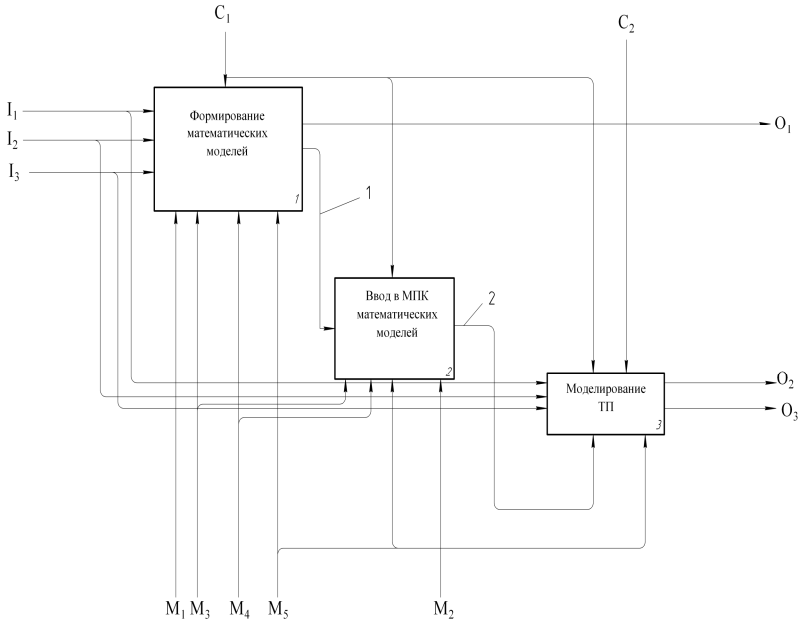 C₁
C₂
I₁
I₂
I₃
Формирование
математических
моделей
1
O₁
1
Ввод в МПК
математических
моделей
2
2
Моделирование
ТП
3
O₂
O₃
M₁ M₃ M₄ M₅ M₂